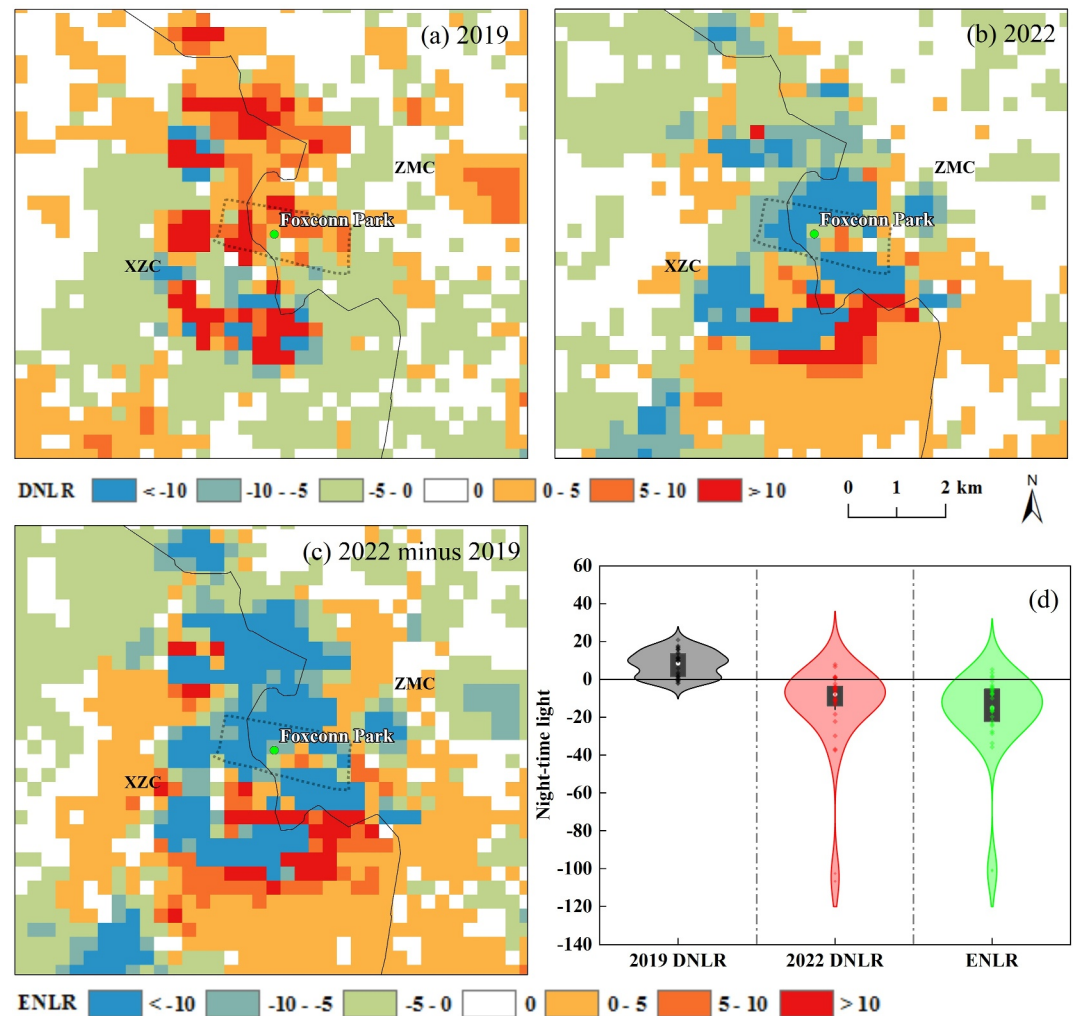 (a) 2019
ZMC
Foxconn Park
XZC
(b) 2022
ZMC
Foxconn Park
XZC
DNLR < -10 -10 - -5 -5 - 0 0 0 - 5 5 - 10 > 10
0 1 2 km
N
(c) 2022 minus 2019
ZMC
Foxconn Park
XZC
(d)
Night-time light
60
40
20
0
-20
-40
-60
-80
-100
-120
-140
2019 DNLR 2022 DNLR ENLR
ENLR < -10 -10 - -5 -5 - 0 0 0 - 5 5 - 10 > 10